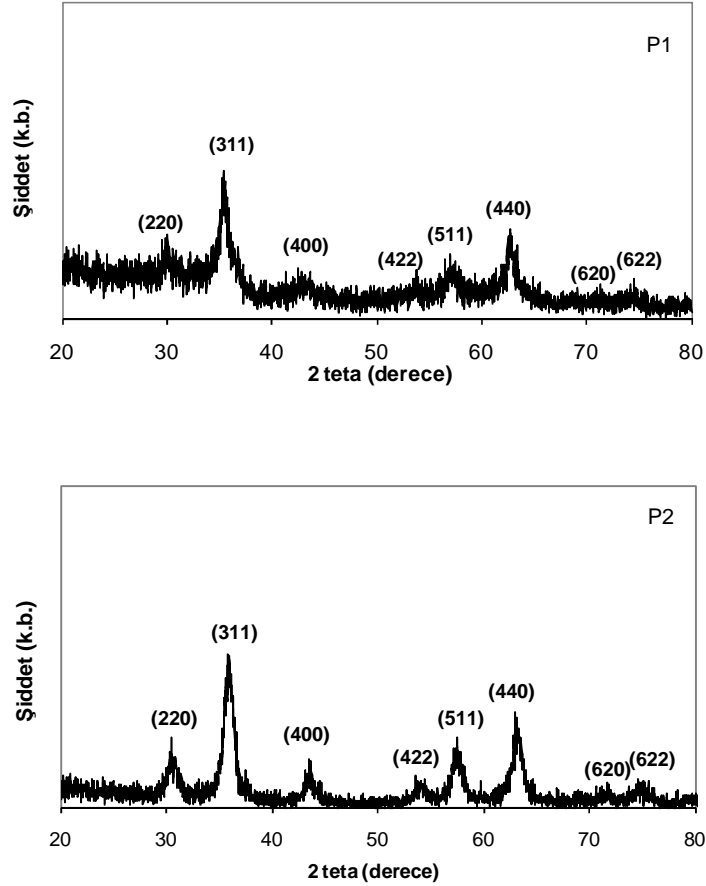 P1
Şiddet (k.b.)
(311)
(220)
(400)
(422)
(511)
(440)
(620)
(622)
20 30 40 50 60 70 80
2 teta (derece)
P2
Şiddet (k.b.)
(311)
(220)
(400)
(422)
(511)
(440)
(620)
(622)
20 30 40 50 60 70 80
2 teta (derece)